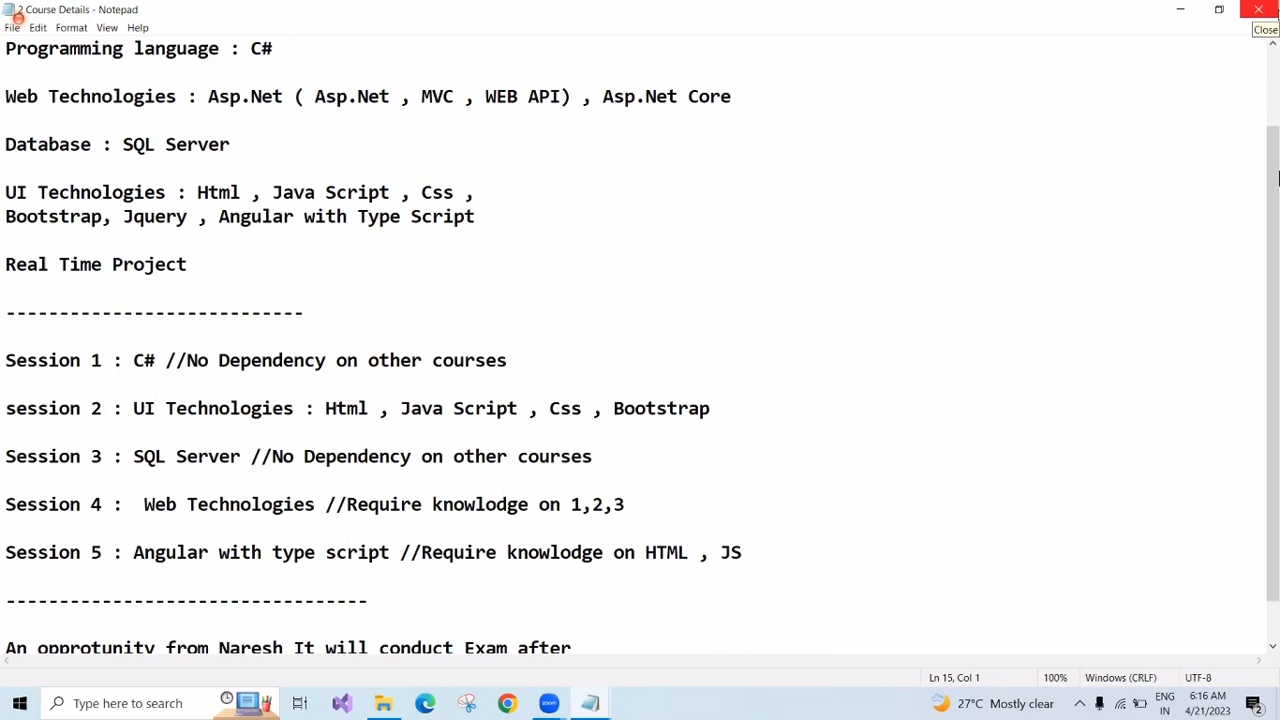 2 Course Details - Notepad
Close
File Edit Format View Help
Programming language : C#
Web Technologies : Asp.Net ( Asp.Net , MVC , WEB API) , Asp.Net Core
Database : SQL Server
UI Technologies : Html , Java Script , Css ,
Bootstrap, Jquery , Angular with Type Script
Real Time Project
----------------------------
Session 1 : C# //No Dependency on other courses
session 2 : UI Technologies : Html , Java Script , Css , Bootstrap
Session 3 : SQL Server //No Dependency on other courses
Session 4 :  Web Technologies //Require knowlodge on 1,2,3
Session 5 : Angular with type script //Require knowlodge on HTML , JS
----------------------------------
An opprotunity from Naresh It will conduct Exam after
Ln 15, Col 1 100% Windows (CRLF) UTF-8
Type here to search zoom 27°C Mostly clear ENG IN 6:16 AM 4/21/2023 2